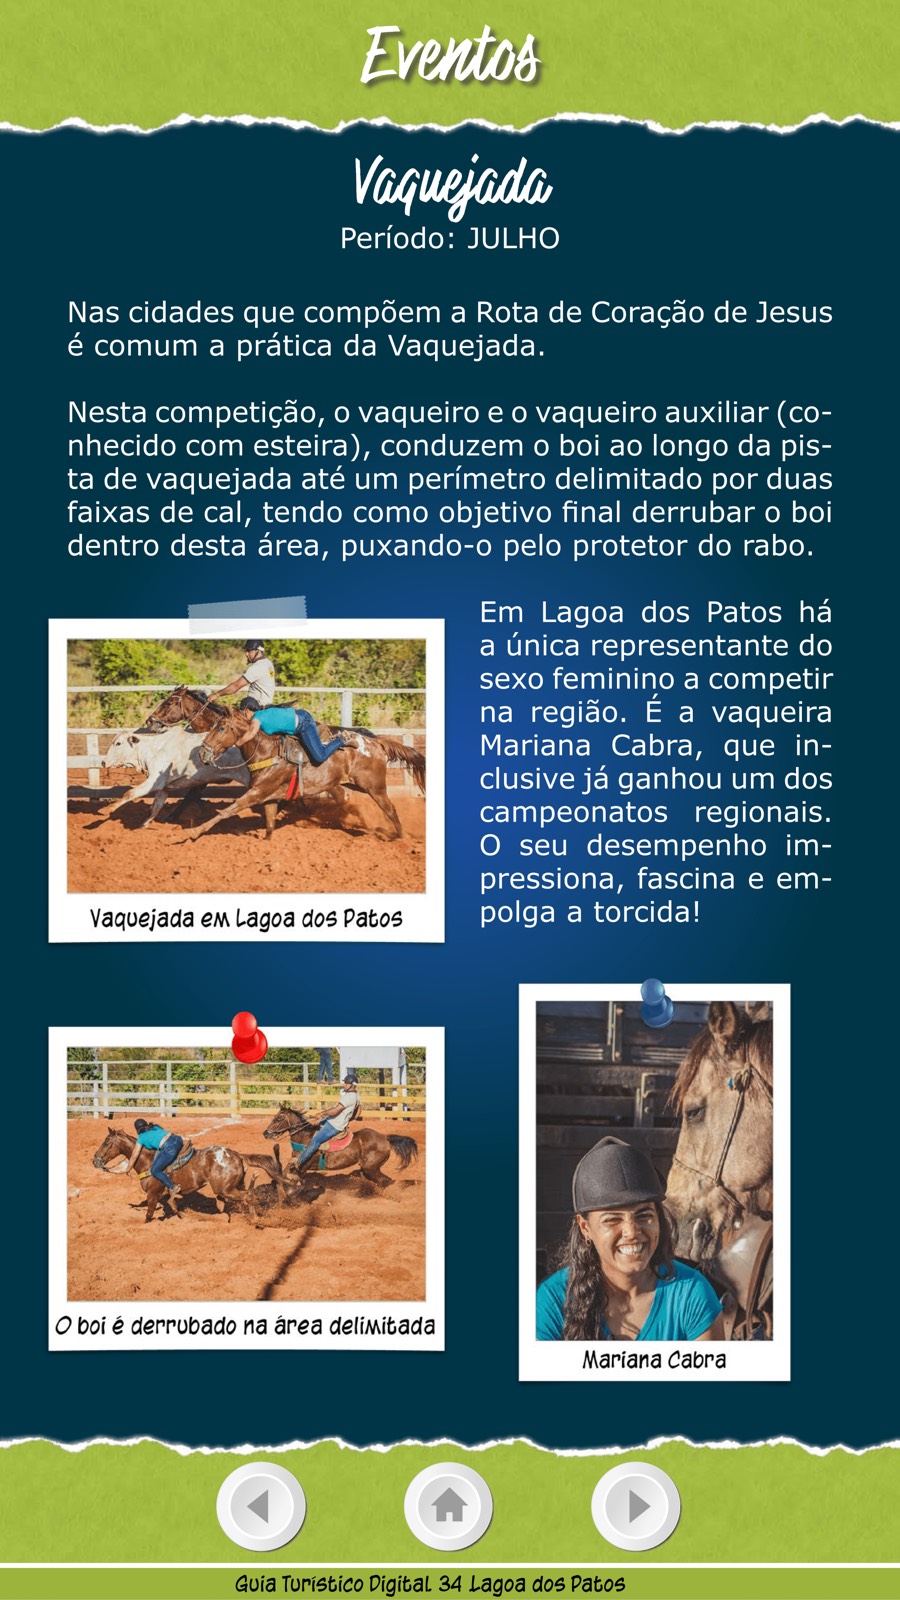 Eventos
Vaquejada
Período: JULHO
Nas cidades que compõem a Rota de Coração de Jesus
é comum a prática da Vaquejada.
Nesta competição, o vaqueiro e o vaqueiro auxiliar (co-
nhecido com esteira), conduzem o boi ao longo da pis-
ta de vaquejada até um perímetro delimitado por duas
faixas de cal, tendo como objetivo final derrubar o boi
dentro desta área, puxando-o pelo protetor do rabo.
Em Lagoa dos Patos há
a única representante do
sexo feminino a competir
na região. É a vaqueira
Mariana Cabra, que in-
clusive já ganhou um dos
campeonatos regionais.
O seu desempenho im-
pressiona, fascina e em-
polga a torcida!
Vaquejada em Lagoa dos Patos
O boi é derrubado na área delimitada
Mariana Cabra
Guia Turístico Digital 34 Lagoa dos Patos